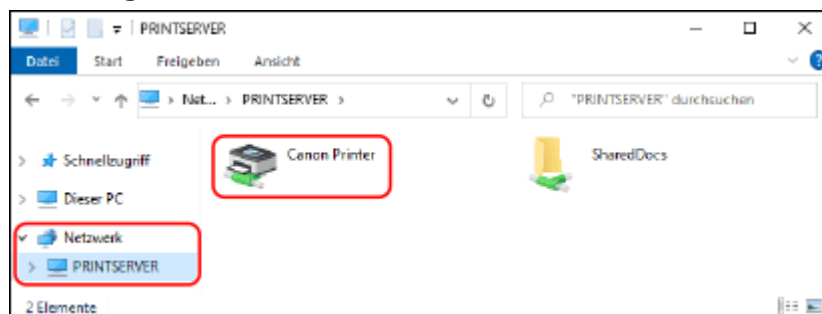 PRINTSERVER
Datei Start Freigeben Ansicht
Net... PRINTSERVER "PRINTSERVER" durchsuchen
Schnellzugriff
Canon Printer
SharedDocs
Dieser PC
Netzwerk
PRINTSERVER
2 Elemente